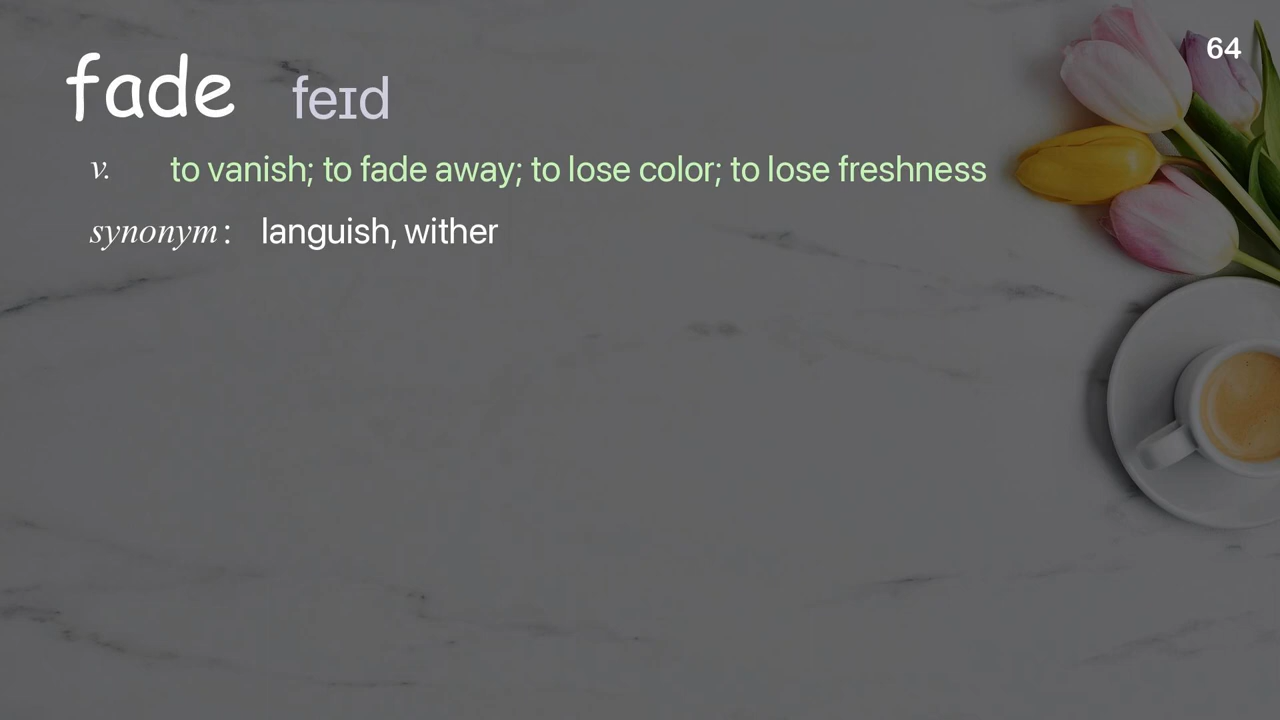 64
fade feɪd
v. to vanish; to fade away; to lose color; to lose freshness
synonym: languish, wither